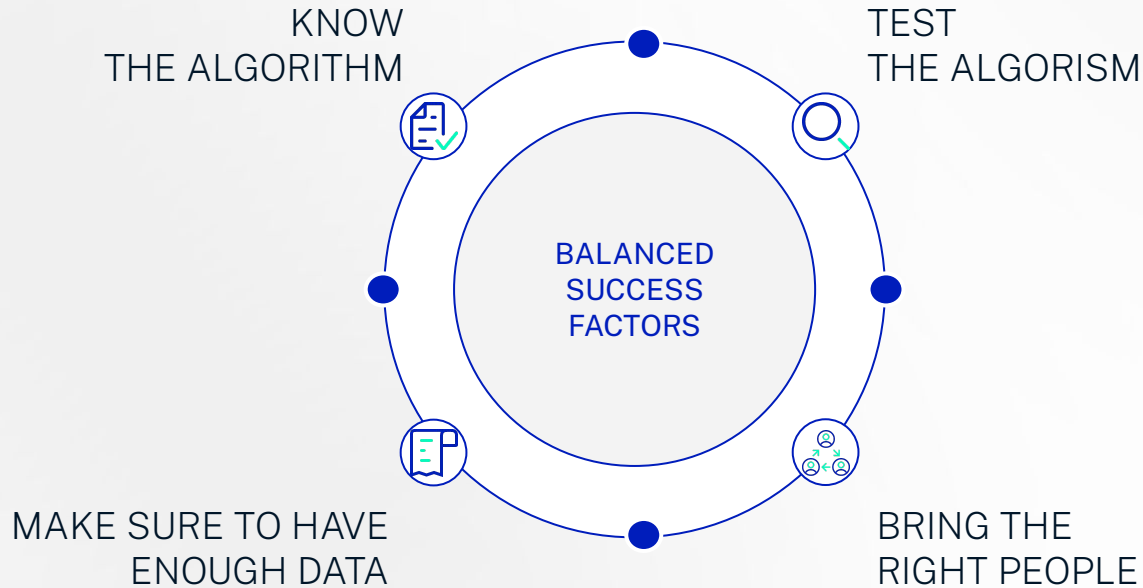 KNOW
THE ALGORITHM
TEST
THE ALGORISM
BALANCED
SUCCESS
FACTORS
MAKE SURE TO HAVE
ENOUGH DATA
BRING THE
RIGHT PEOPLE